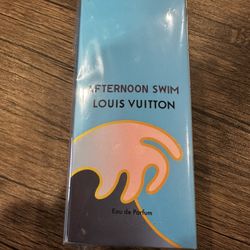 AFTERNOON SWIM
LOUIS VUITTON
Eau de Parfum